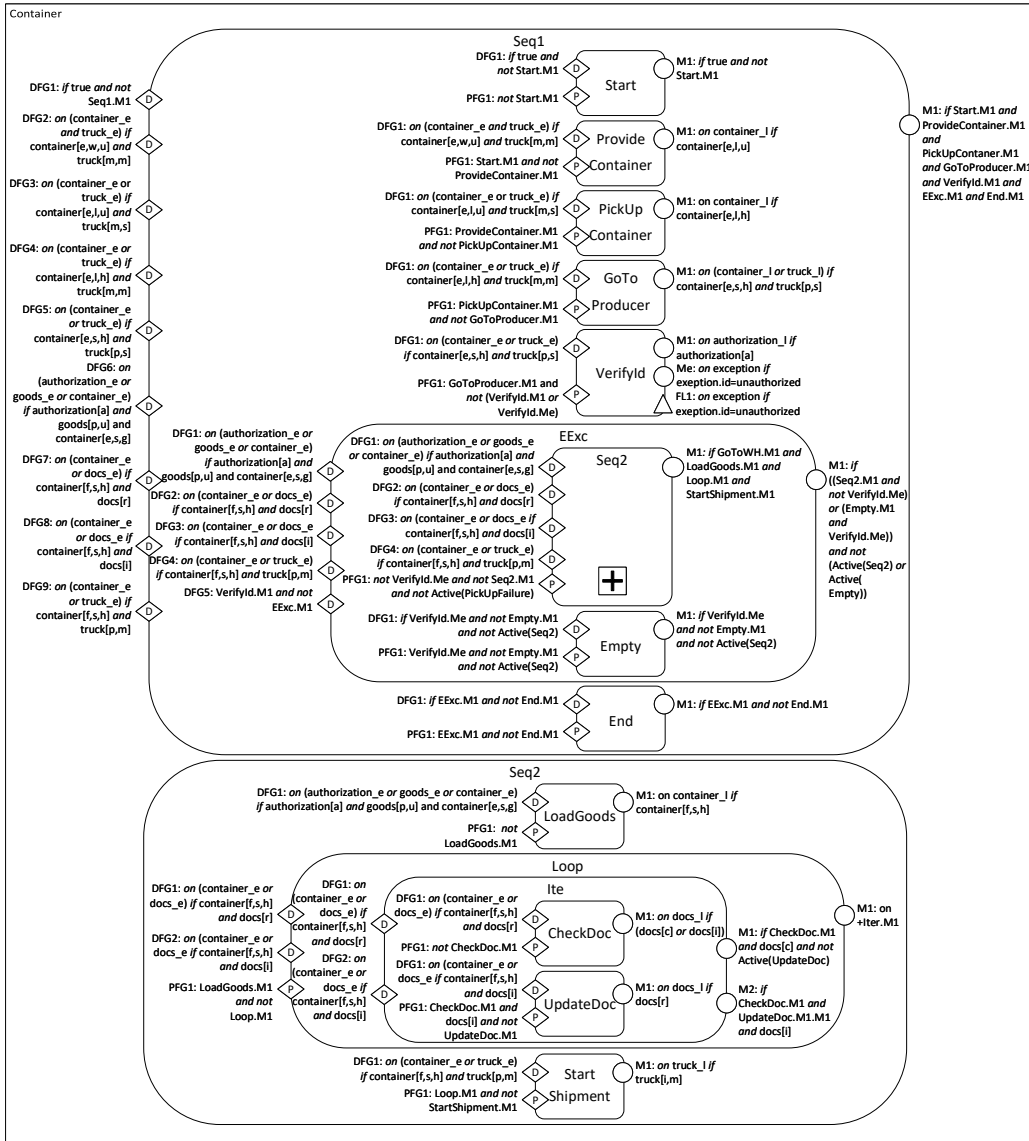 Container
Seq1
DFG1: if true and not
Seq1.M1
D
DFG2: on (container_e
and truck_e) if
container[e,w,u] and
truck[m,m]
D
DFG3: on (container_e or
truck_e) if
container[e,l,u] and
truck[m,s]
D
DFG4: on (container_e or
truck_e) if
container[e,l,h] and
truck[m,m]
D
DFG5: on (container_e
or truck_e) if
container[e,s,h] and
truck[p,s]
D
DFG6: on
(authorization_e or
goods_e or container_e)
if authorization[a] and
goods[p,u] and
container[e,s,g]
D
DFG7: on (container_e
or docs_e) if
container[f,s,h] and
docs[r]
D
DFG8: on (container_e
or docs_e if
container[f,s,h] and
docs[i]
D
DFG9: on (container_e
or truck_e) if
container[f,s,h] and
truck[p,m]
D
DFG1: if true and
not Start.M1
D
PFG1: not Start.M1
P
Start
M1: if true and not
Start.M1
DFG1: on (container_e and truck_e) if
container[e,w,u] and truck[m,m]
D
PFG1: Start.M1 and not
ProvideContainer.M1
P
Provide
Container
M1: on container_l if
container[e,l,u]
DFG1: on (container_e or truck_e) if
container[e,l,u] and truck[m,s]
D
PFG1: ProvideContainer.M1
and not PickUpContainer.M1
P
PickUp
Container
M1: on container_l if
container[e,l,h]
DFG1: on (container_e or truck_e) if
container[e,l,h] and truck[m,m]
D
PFG1: PickUpContainer.M1
and not GoToProducer.M1
P
GoTo
Producer
M1: on (container_l or truck_l) if
container[e,s,h] and truck[p,s]
DFG1: on (container_e or truck_e)
if container[e,s,h] and truck[p,s]
D
PFG1: GoToProducer.M1 and
not (VerifyId.M1 or
VerifyId.Me)
P
VerifyId
M1: on authorization_l if
authorization[a]
Me: on exception if
exeption.id=unauthorized
FL1: on exception if
exeption.id=unauthorized
M1: if Start.M1 and
ProvideContainer.M1
and
PickUpContaner.M1
and GoToProducer.M1
and VerifyId.M1 and
EExc.M1 and End.M1
EExc
DFG1: on (authorization_e or
goods_e or container_e)
if authorization[a] and
goods[p,u] and container[e,s,g]
D
DFG2: on (container_e or docs_e)
if container[f,s,h] and docs[r]
D
DFG3: on (container_e or docs_e
if container[f,s,h] and docs[i]
D
DFG4: on (container_e or truck_e)
if container[f,s,h] and truck[p,m]
D
DFG5: VerifyId.M1 and not
EExc.M1
D
DFG1: on (authorization_e or goods_e
or container_e) if authorization[a] and
goods[p,u] and container[e,s,g]
D
DFG2: on (container_e or docs_e)
if container[f,s,h] and docs[r]
D
DFG3: on (container_e or docs_e if
container[f,s,h] and docs[i]
D
DFG4: on (container_e or truck_e)
if container[f,s,h] and truck[p,m]
D
PFG1: not VerifyId.Me and not Seq2.M1
and not Active(PickUpFailure)
P
Seq2
M1: if GoToWH.M1 and
LoadGoods.M1 and
Loop.M1 and
StartShipment.M1
DFG1: if VerifyId.Me and not Empty.M1
and not Active(Seq2)
D
PFG1: VerifyId.Me and not Empty.M1
and not Active(Seq2)
P
Empty
M1: if VerifyId.Me
and not Empty.M1
and not Active(Seq2)
M1: if
((Seq2.M1 and
not VerifyId.Me)
or (Empty.M1
and
VerifyId.Me))
and not
(Active(Seq2) or
Active(
Empty))
DFG1: if EExc.M1 and not End.M1
D
PFG1: EExc.M1 and not End.M1
P
End
M1: if EExc.M1 and not End.M1
Seq2
DFG1: on (authorization_e or goods_e or container_e)
if authorization[a] and goods[p,u] and container[e,s,g]
D
PFG1: not
LoadGoods.M1
P
LoadGoods
M1: on container_l if
container[f,s,h]
Loop
DFG1: on (container_e or
docs_e) if container[f,s,h]
and docs[r]
D
DFG2: on (container_e or
docs_e if container[f,s,h]
and docs[i]
D
PFG1: LoadGoods.M1
and not
Loop.M1
P
Ite
DFG1: on
(container_e or
docs_e) if
container[f,s,h]
and docs[r]
D
DFG2: on
(container_e or
docs_e if
container[f,s,h]
and docs[i]
D
DFG1: on (container_e or
docs_e) if container[f,s,h]
and docs[r]
D
PFG1: not CheckDoc.M1
P
CheckDoc
M1: on docs_l if
(docs[c] or docs[i])
DFG1: on (container_e or
docs_e if container[f,s,h]
and docs[i]
D
PFG1: CheckDoc.M1 and
docs[i] and not
UpdateDoc.M1
P
UpdateDoc
M1: on docs_l if
docs[r]
M1: if CheckDoc.M1
and docs[c] and not
Active(UpdateDoc)
M2: if
CheckDoc.M1 and
UpdateDoc.M1.M1
and docs[i]
M1: on
+Iter.M1
DFG1: on (container_e or truck_e)
if container[f,s,h] and truck[p,m]
D
PFG1: Loop.M1 and not
StartShipment.M1
P
Start
Shipment
M1: on truck_l if
truck[i,m]